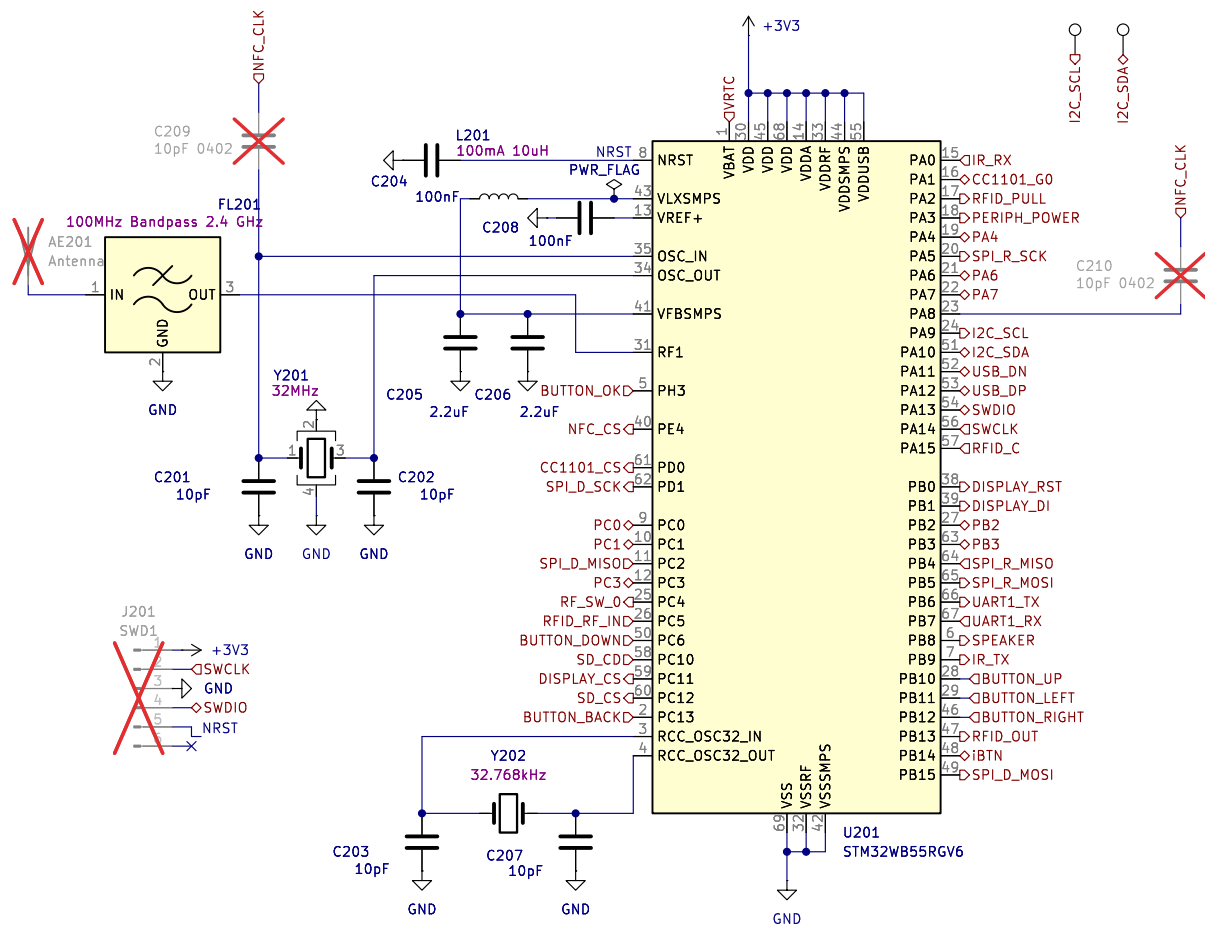 NFC_CLK
C209
10pF 0402
FL201
100MHz Bandpass 2.4 GHz
AE201
Antenna
1
IN
OUT
3
GND
2
GND
+3V3
VRTC
I2C_SCL
I2C_SDA
NFC_CLK
C210
10pF 0402
L201
100mA 10uH
C204
100nF
NRST
PWR_FLAG
C208
100nF
C205
2.2uF
C206
2.2uF
Y201
32MHz
2
1
3
4
C201
10pF
C202
10pF
GND
GND
GND
J201
SWD1
1
+3V3
2
SWCLK
3
GND
4
SWDIO
5
NRST
6
Y202
32.768kHz
C203
10pF
C207
10pF
GND
GND
1 VBAT
30 VDD
45 VDD
68 VDD
14 VDDA
33 VDDRF
44 VDDSMPS
55 VDDUSB
8 NRST
43 VLXSMPS
13 VREF+
35 OSC_IN
34 OSC_OUT
41 VFBSMPS
31 RF1
BUTTON_OK 5 PH3
NFC_CS 40 PE4
CC1101_CS 61 PD0
SPI_D_SCK 62 PD1
PC0 9 PC0
PC1 10 PC1
SPI_D_MISO 11 PC2
PC3 12 PC3
RF_SW_0 25 PC4
RFID_RF_IN 26 PC5
BUTTON_DOWN 50 PC6
SD_CD 58 PC10
DISPLAY_CS 59 PC11
SD_CS 60 PC12
BUTTON_BACK 2 PC13
3 RCC_OSC32_IN
4 RCC_OSC32_OUT
PA0 15 IR_RX
PA1 16 CC1101_G0
PA2 17 RFID_PULL
PA3 18 PERIPH_POWER
PA4 19 PA4
PA5 20 SPI_R_SCK
PA6 21 PA6
PA7 22 PA7
PA8 23
PA9 24 I2C_SCL
PA10 51 I2C_SDA
PA11 52 USB_DN
PA12 53 USB_DP
PA13 54 SWDIO
PA14 56 SWCLK
PA15 57 RFID_C
PB0 38 DISPLAY_RST
PB1 39 DISPLAY_DI
PB2 27 PB2
PB3 63 PB3
PB4 64 SPI_R_MISO
PB5 65 SPI_R_MOSI
PB6 66 UART1_TX
PB7 67 UART1_RX
PB8 6 SPEAKER
PB9 7 IR_TX
PB10 28 BUTTON_UP
PB11 29 BUTTON_LEFT
PB12 46 BUTTON_RIGHT
PB13 47 RFID_OUT
PB14 48 iBTN
PB15 49 SPI_D_MOSI
VSS 69
VSSRF 32
VSSSMPS 42
U201
STM32WB55RGV6
GND